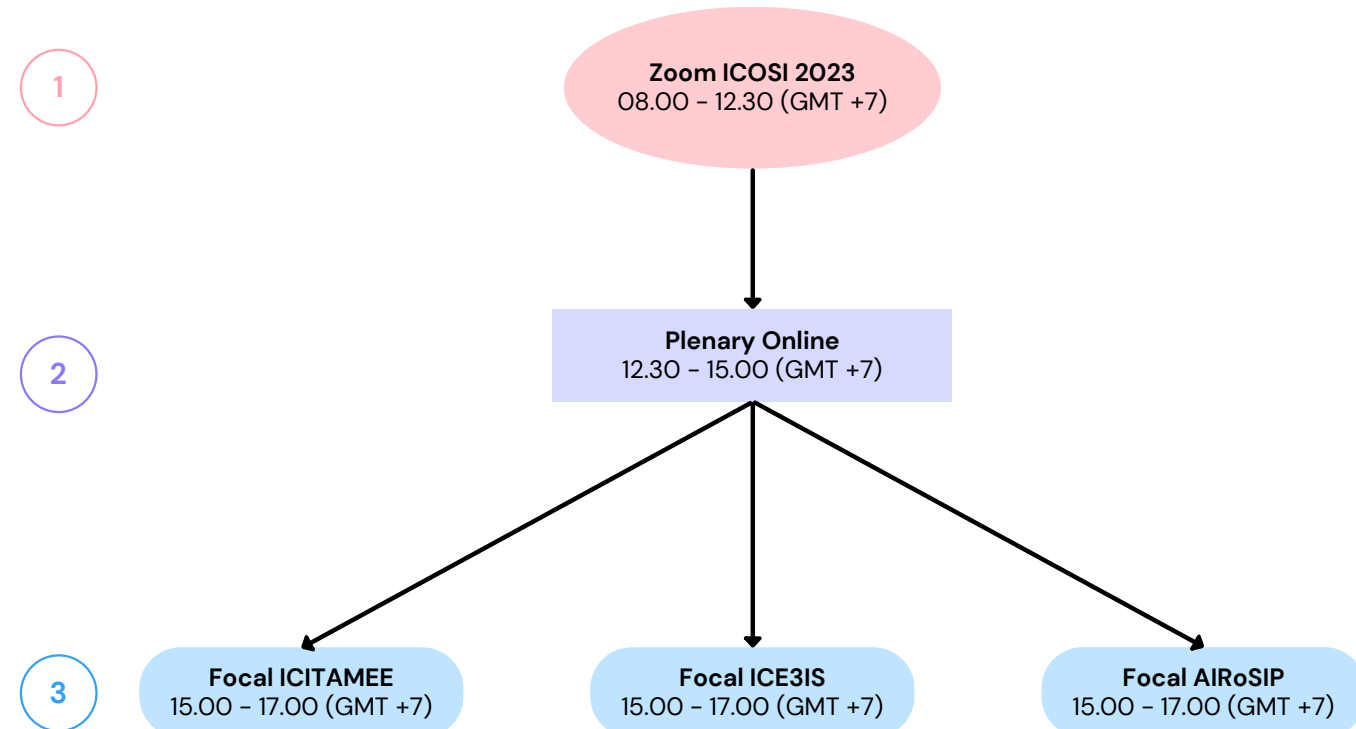 1
Zoom ICOSI 2023
08.00 – 12.30 (GMT +7)
2
Plenary Online
12.30 – 15.00 (GMT +7)
3
Focal ICITAMEE
15.00 – 17.00 (GMT +7)
Focal ICE3IS
15.00 – 17.00 (GMT +7)
Focal AIRoSIP
15.00 – 17.00 (GMT +7)